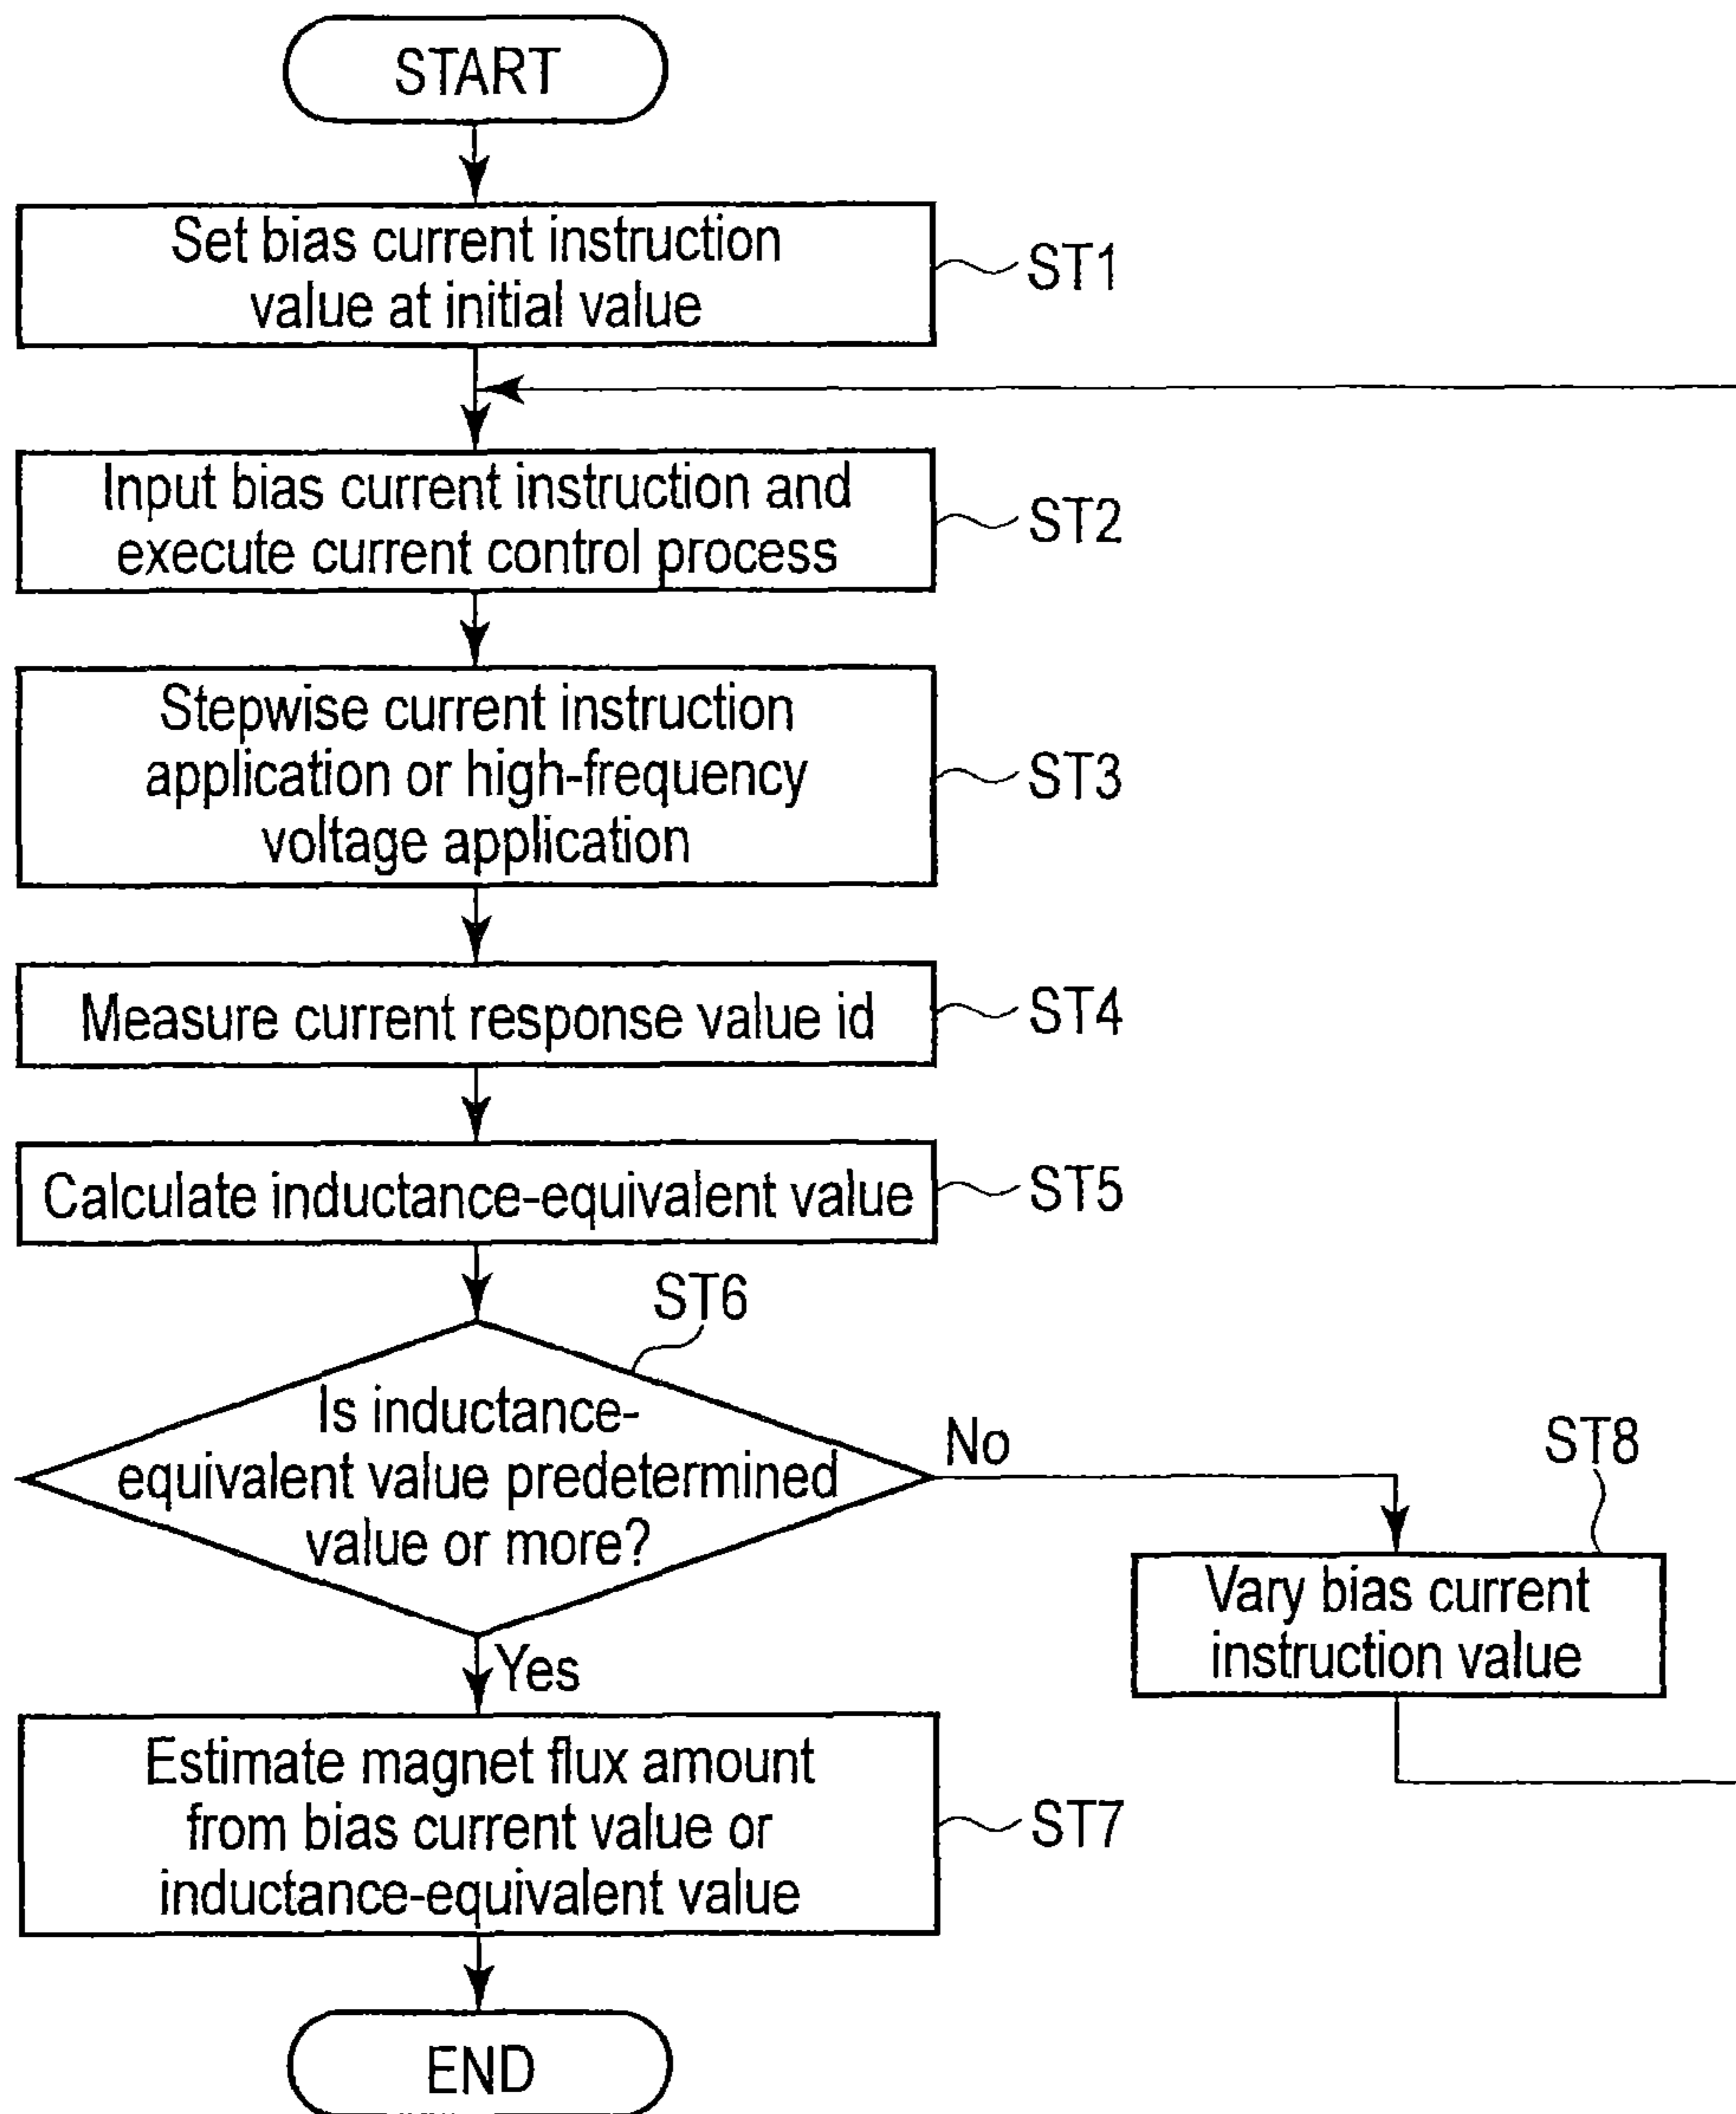 START
Set bias current instruction
value at initial value
ST1
Input bias current instruction and
execute current control process
ST2
Stepwise current instruction
application or high-frequency
voltage application
ST3
Measure current response value id
ST4
Calculate inductance-equivalent value
ST5
ST6
Is inductance-
equivalent value predetermined
value or more?
No
ST8
Vary bias current
instruction value
Yes
Estimate magnet flux amount
from bias current value or
inductance-equivalent value
ST7
END